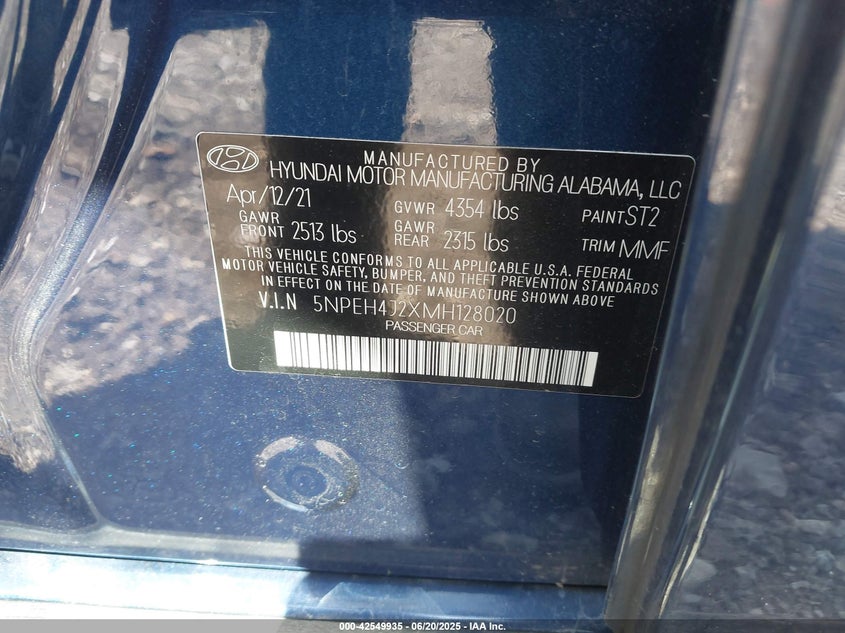 MANUFACTURED BY
HYUNDAI MOTOR MANUFACTURING ALABAMA, LLC
Apr/12/21 GVWR 4354 lbs PAINT ST2
GAWR FRONT 2513 lbs GAWR REAR 2315 lbs TRIM MMF
THIS VEHICLE CONFORMS TO ALL APPLICABLE U.S.A. FEDERAL
MOTOR VEHICLE SAFETY, BUMPER, AND THEFT PREVENTION STANDARDS
IN EFFECT ON THE DATE OF MANUFACTURE SHOWN ABOVE
V.I.N 5NPEH4J2XMH128020
PASSENGER CAR
000-42549935 - 06/20/2025 - IAA Inc.